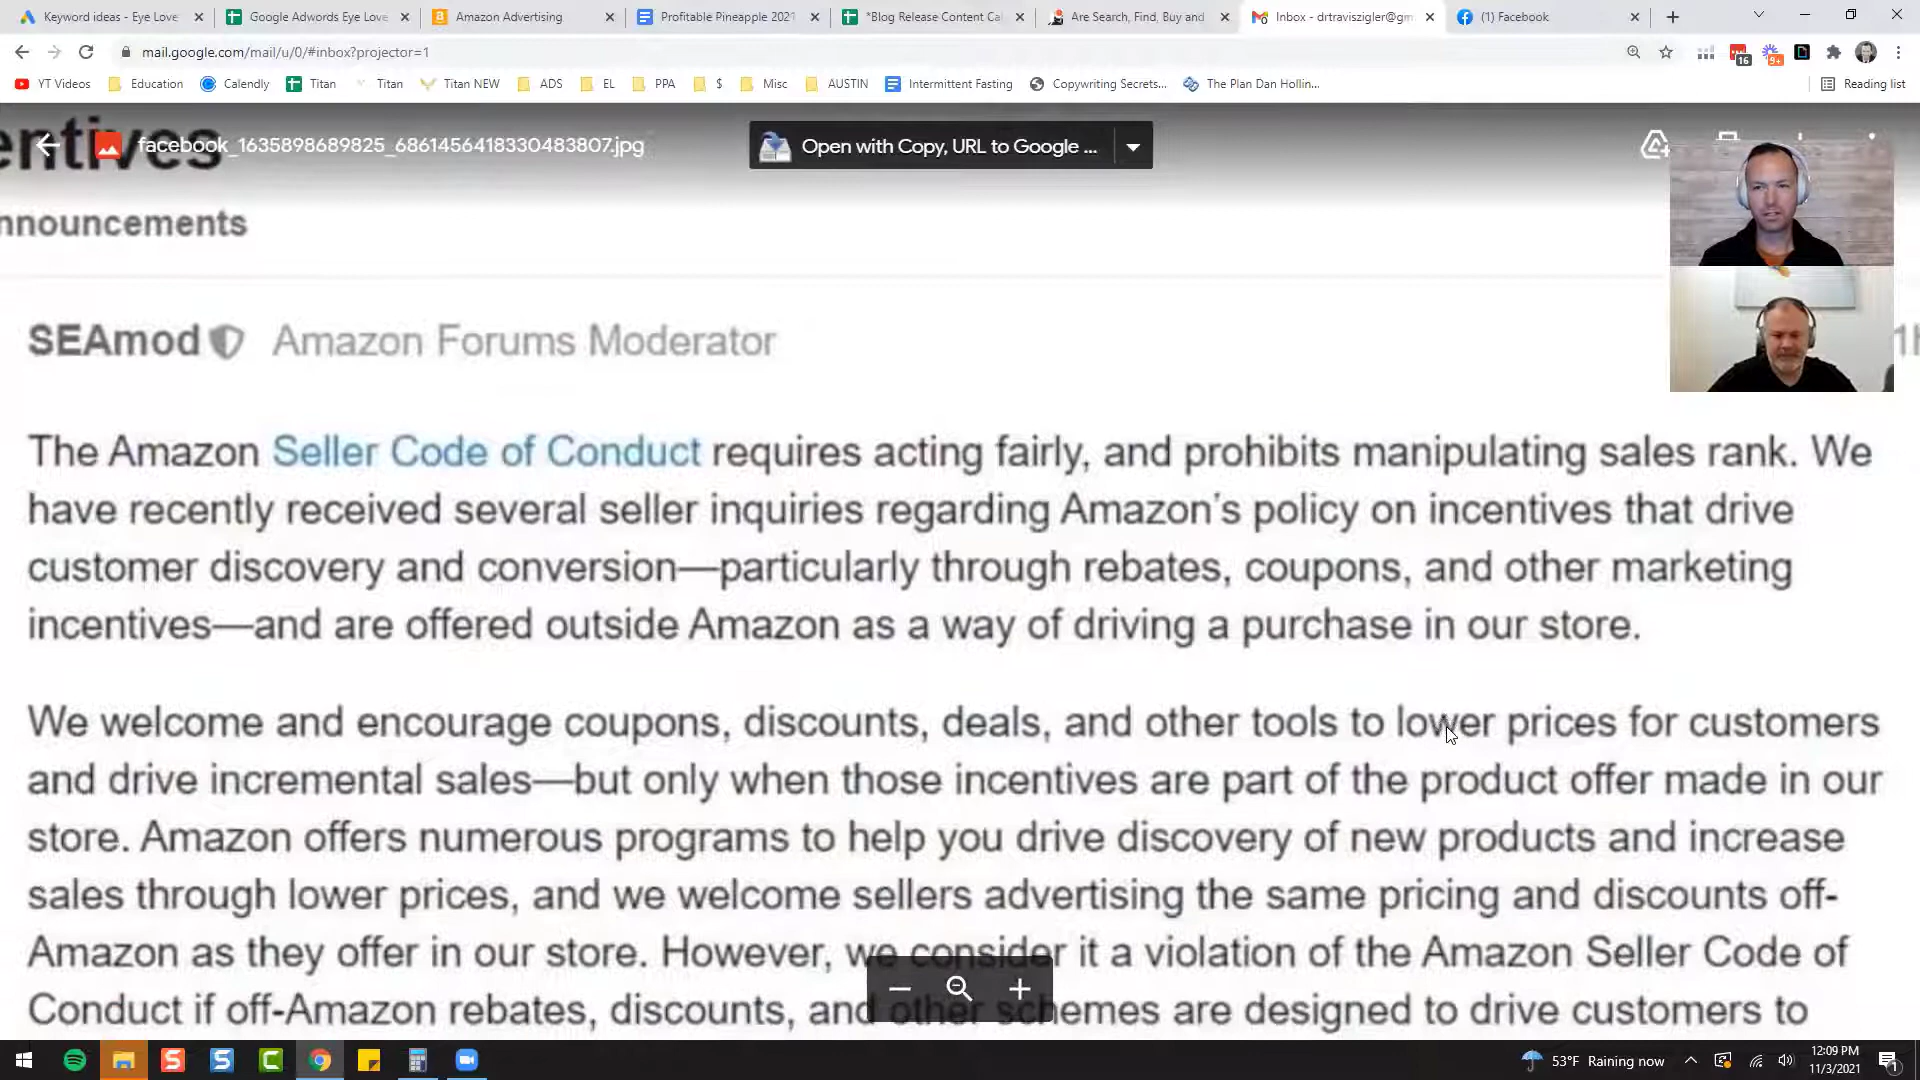 Keyword ideas - Eye Love
Google Adwords Eye Love
Amazon Advertising
Profitable Pineapple 2021
*Blog Release Content Cal
Are Search, Find, Buy and
Inbox - drtraviszigler@gm
(1) Facebook
mail.google.com/mail/u/0/#inbox?projector=1
16
9+
YT Videos
Education
Calendly
Titan
Titan
Titan NEW
ADS
EL
PPA
$
Misc
AUSTIN
Intermittent Fasting
Copywriting Secrets...
The Plan Dan Hollin...
Reading list
entives
facebook_1635898689825_6861456418330483807.jpg
Open with Copy, URL to Google ...
nnouncements
SEAmod Amazon Forums Moderator
1h
The Amazon Seller Code of Conduct requires acting fairly, and prohibits manipulating sales rank. We
have recently received several seller inquiries regarding Amazon's policy on incentives that drive
customer discovery and conversion—particularly through rebates, coupons, and other marketing
incentives—and are offered outside Amazon as a way of driving a purchase in our store.
We welcome and encourage coupons, discounts, deals, and other tools to lower prices for customers
and drive incremental sales—but only when those incentives are part of the product offer made in our
store. Amazon offers numerous programs to help you drive discovery of new products and increase
sales through lower prices, and we welcome sellers advertising the same pricing and discounts off-
Amazon as they offer in our store. However, we consider it a violation of the Amazon Seller Code of
Conduct if off-Amazon rebates, discounts, and other schemes are designed to drive customers to
53°F Raining now
12:09 PM
11/3/2021
1